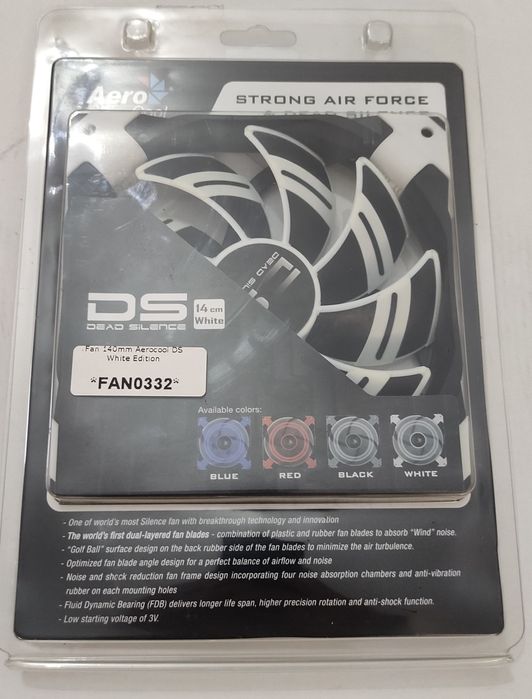 Aero
STRONG AIR FORCE
& DEAD SILENCE
DEAD SIL
DS
DEAD SILENCE
14cm
White
Fan 140mm Aerocool DS
White Edition
*FAN0332*
Available colors:
BLUE RED BLACK WHITE
- One of world's most Silence fan with breakthrough technology and innovation
- The world's first dual-layered fan blades - combination of plastic and rubber fan blades to absorb "Wind" noise.
- "Golf Ball" surface design on the back rubber side of the fan blades to minimize the air turbulence.
- Optimized fan blade angle design for a perfect balance of airflow and noise
- Noise and shock reduction fan frame design incorporating four noise absorption chambers and anti-vibration
rubber on each mounting holes
- Fluid Dynamic Bearing (FDB) delivers longer life span, higher precision rotation and anti-shock function.
- Low starting voltage of 3V.